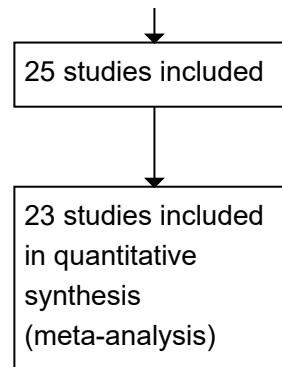 25 studies included
23 studies included
in quantitative
synthesis
(meta-analysis)